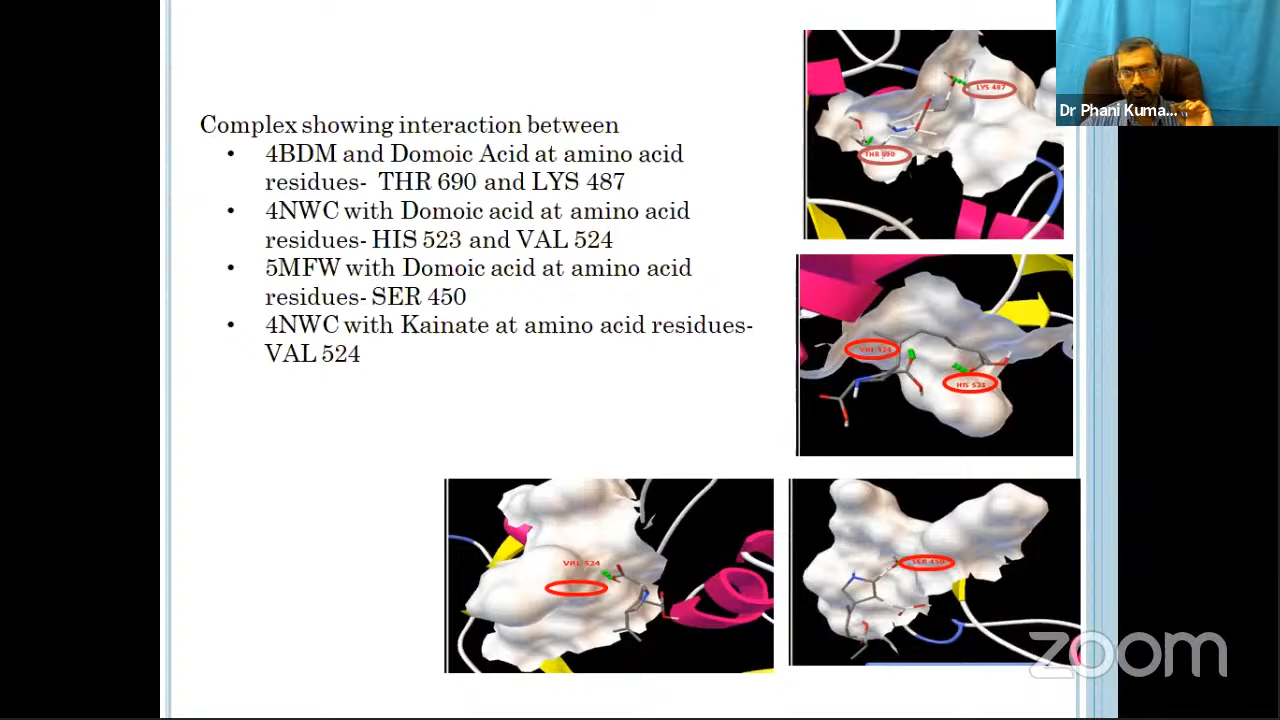 Complex showing interaction between
• 4BDM and Domoic Acid at amino acid
residues- THR 690 and LYS 487
• 4NWC with Domoic acid at amino acid
residues- HIS 523 and VAL 524
• 5MFW with Domoic acid at amino acid
residues- SER 450
• 4NWC with Kainate at amino acid residues-
VAL 524
LYS 487
THR 690
Dr Phani Kuma...
VAL 524
HIS 523
VAL 524
SER 450
zoom